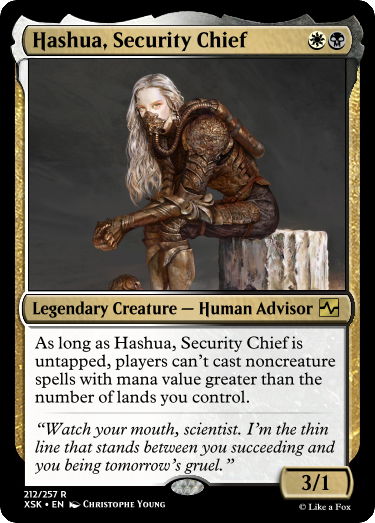 Hashua, Security Chief
Legendary Creature — Human Advisor
As long as Hashua, Security Chief is
untapped, players can't cast noncreature
spells with mana value greater than the
number of lands you control.
“Watch your mouth, scientist. I'm the thin
line that stands between you succeeding and
you being tomorrow's gruel.”
3/1
212/257 R
XSK • EN Christophe Young
© Like a Fox